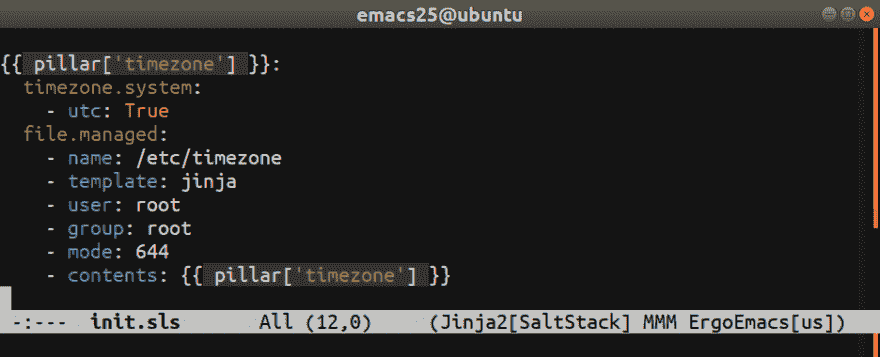 emacs25@ubuntu
{{ pillar['timezone'] }}:
  timezone.system:
    - utc: True
  file.managed:
    - name: /etc/timezone
    - template: jinja
    - user: root
    - group: root
    - mode: 644
    - contents: {{ pillar['timezone'] }}
-:---  init.sls       All (12,0)     (Jinja2[SaltStack] MMM ErgoEmacs[us])